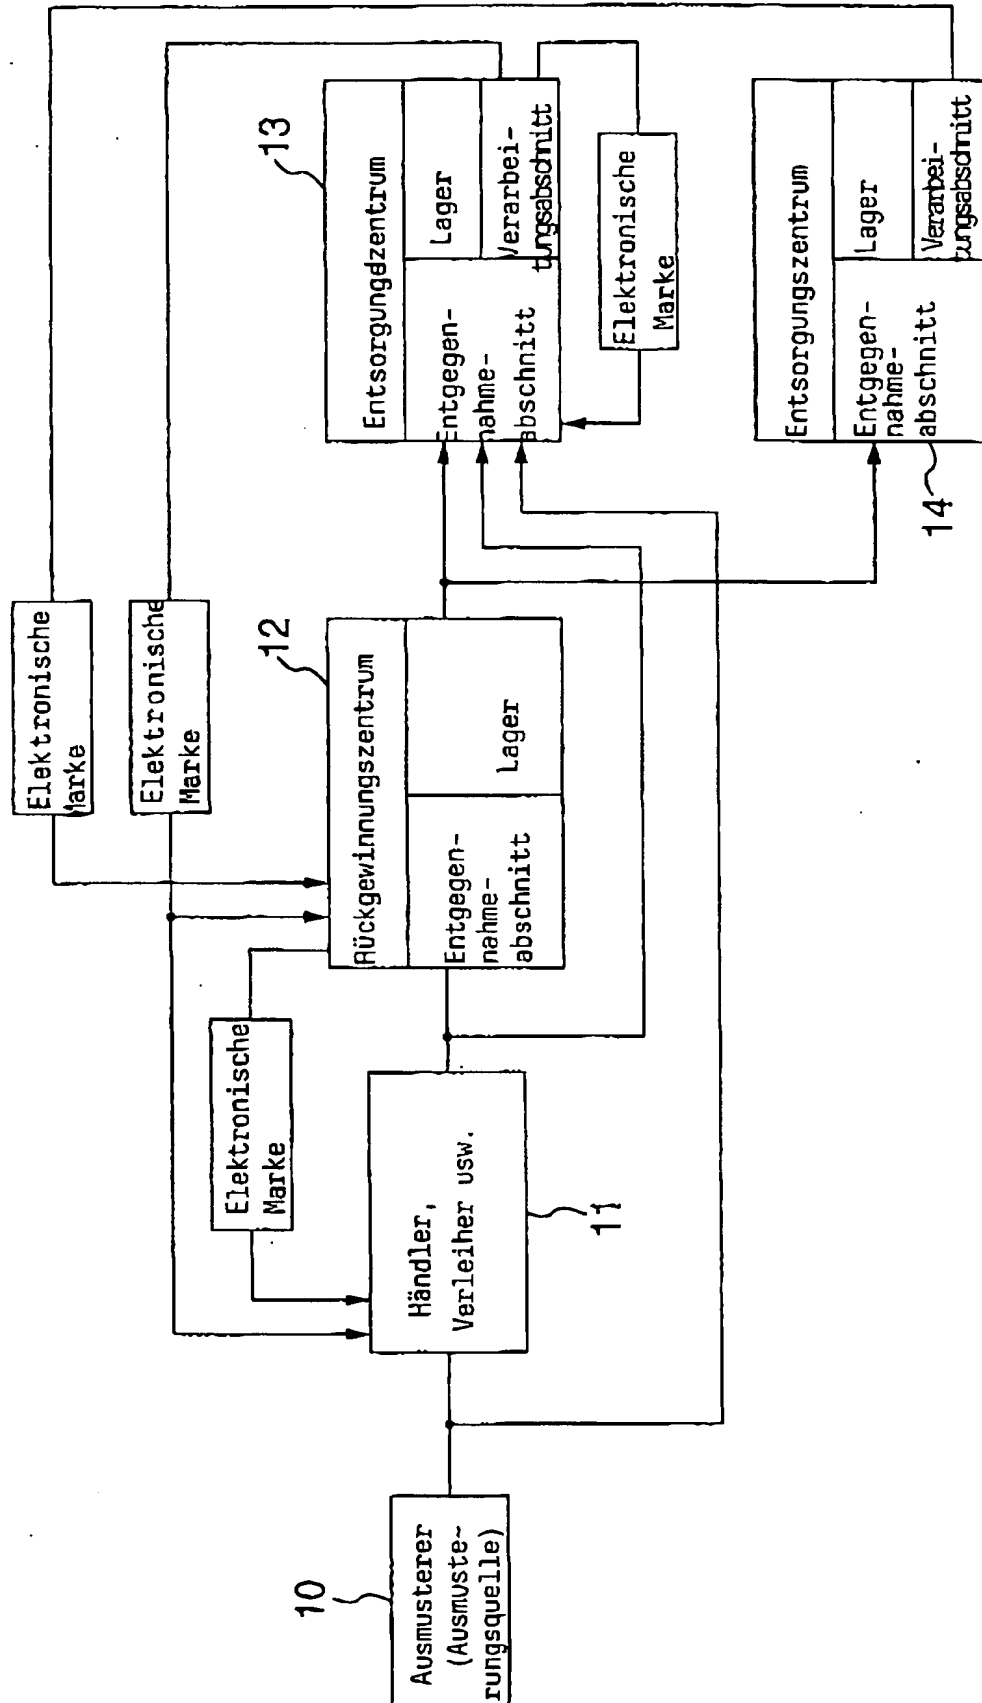 Elektronische
Marke
Elektronische
Marke
Elektronische
Marke
10
Ausmusterer
(Ausmuste-
rungsquelle)
Händler,
Verleiher usw.
11
12
Rückgewinnungszentrum
Entgegen-
nahme-
abschnitt
Lager
13
Entsorgungdzentrum
Entgegen-
nahme-
abschnitt
Lager
Verarbei-
tungsabschnitt
Elektronische
Marke
Entsorgungszentrum
Entgegen-
nahme-
abschnitt
Lager
Verarbei-
tungsabschnitt
14